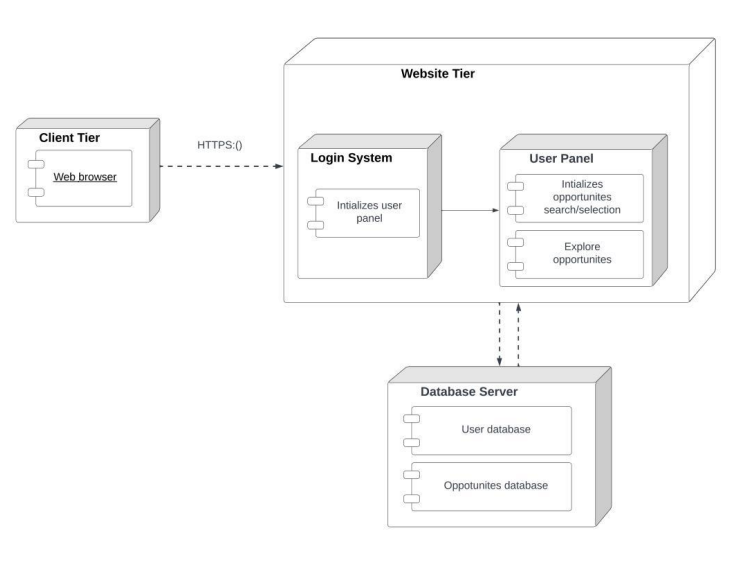 Website Tier
Client Tier
Web browser
HTTPS:()
Login System
Intializes user
panel
User Panel
Intializes
opportunites
search/selection
Explore
opportunites
Database Server
User database
Oppotunites database